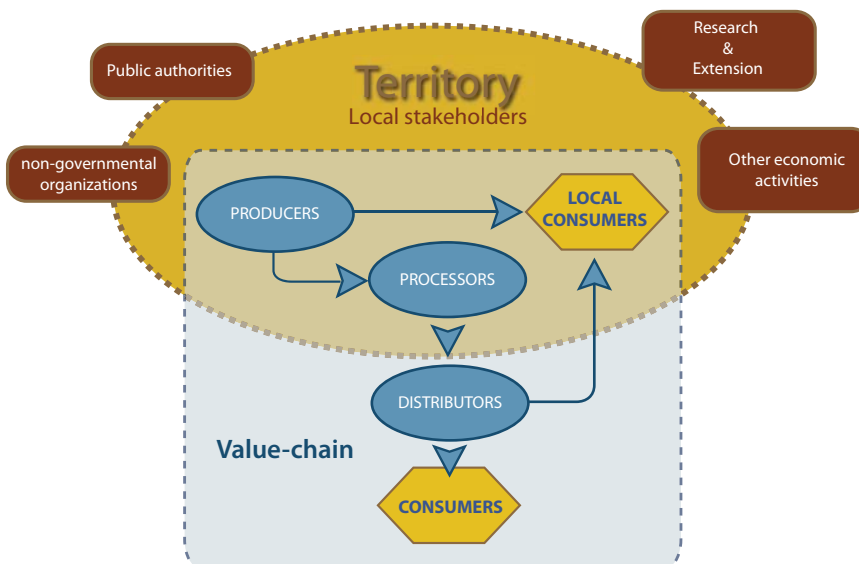 Public authorities
Research
&
Extension
Territory
Local stakeholders
non-governmental
organizations
Other economic
activities
PRODUCERS
LOCAL
CONSUMERS
PROCESSORS
DISTRIBUTORS
Value-chain
CONSUMERS